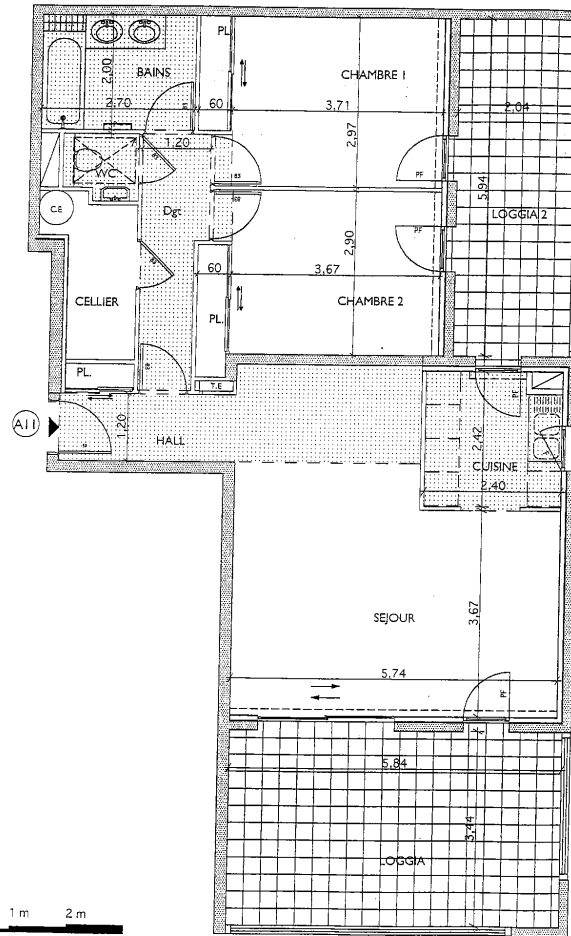 PL.
BAINS
2,00
2,70
60
CHAMBRE 1
3,71
2,97
2,04
5,94
LOGGIA 2
1,20
WC
83
PF
Dgt
CE
60
2,90
3,67
PF
CHAMBRE 2
CELLIER
PL.
PL.
T.E
A11
1,20
HALL
PF
2,42
CUISINE
2,40
SEJOUR
3,67
5,74
PF
5,84
3,44
LOGGIA
1 m 2 m